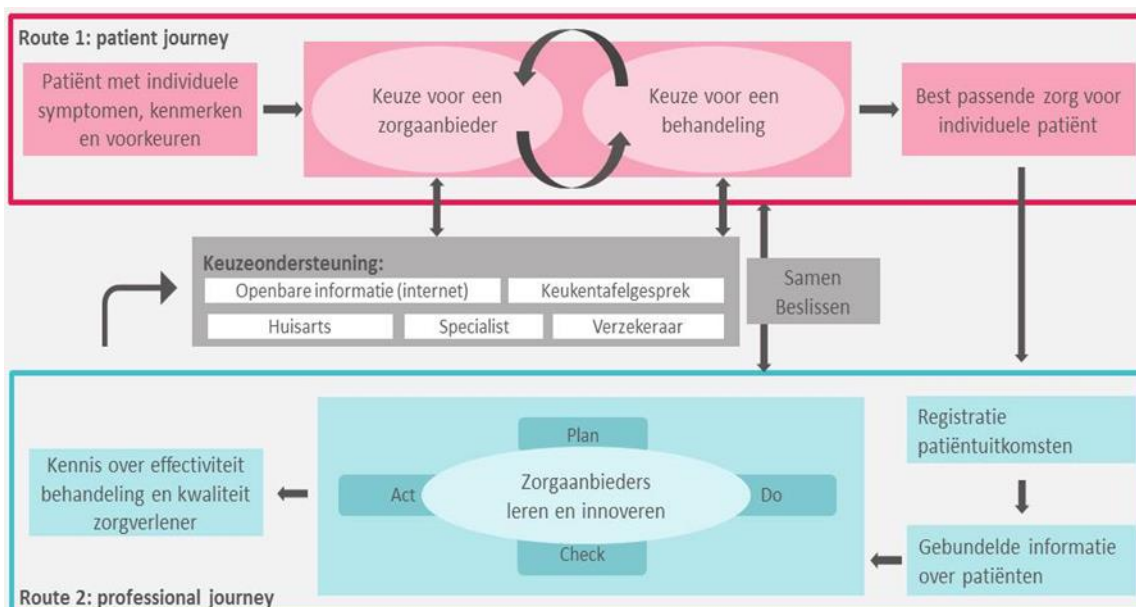 Route 1: patient journey
Patiënt met individuele
symptomen, kenmerken
en voorkeuren
Keuze voor een
zorgaanbieder
Keuze voor een
behandeling
Best passende zorg voor
individuele patiënt
Keuzeondersteuning:
Openbare informatie (internet)
Keukentafelgesprek
Huisarts
Specialist
Verzekeraar
Samen
Beslissen
Kennis over effectiviteit
behandeling en kwaliteit
zorgverlener
Plan
Act
Zorgaanbieders
leren en innoveren
Do
Check
Registratie
patiëntuitkomsten
Gebundelde informatie
over patiënten
Route 2: professional journey